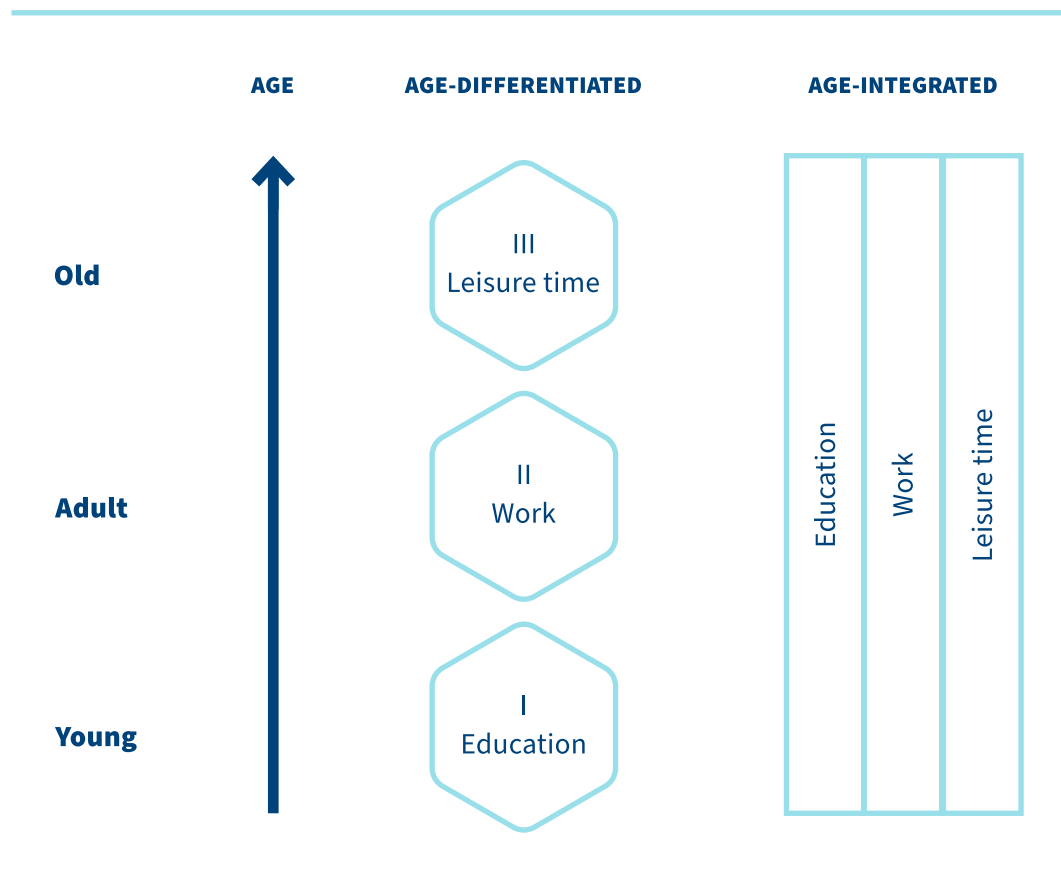 AGE
AGE-DIFFERENTIATED
AGE-INTEGRATED
Old
III
Leisure time
Adult
II
Work
Young
I
Education
Education
Work
Leisure time